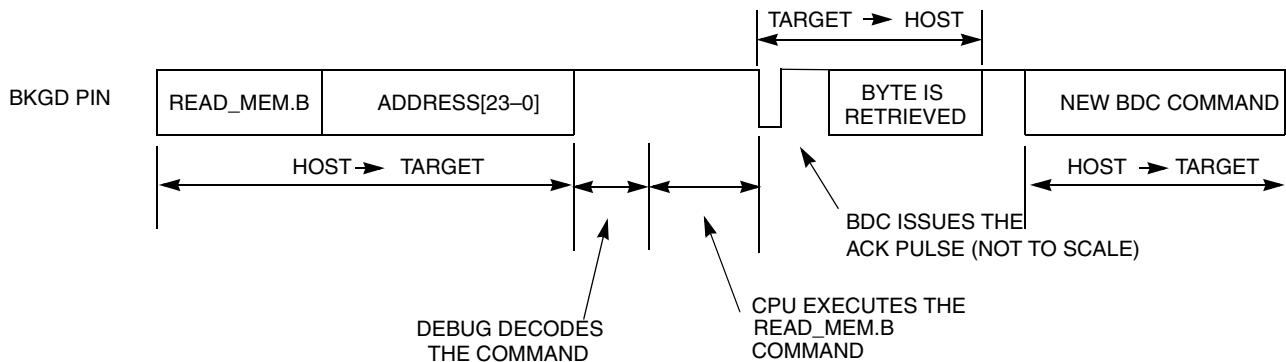 TARGET → HOST
BKGD PIN
READ_MEM.B
ADDRESS[23–0]
BYTE IS
RETRIEVED
NEW BDC COMMAND
HOST → TARGET
HOST → TARGET
BDC ISSUES THE
ACK PULSE (NOT TO SCALE)
DEBUG DECODES
THE COMMAND
CPU EXECUTES THE
READ_MEM.B
COMMAND